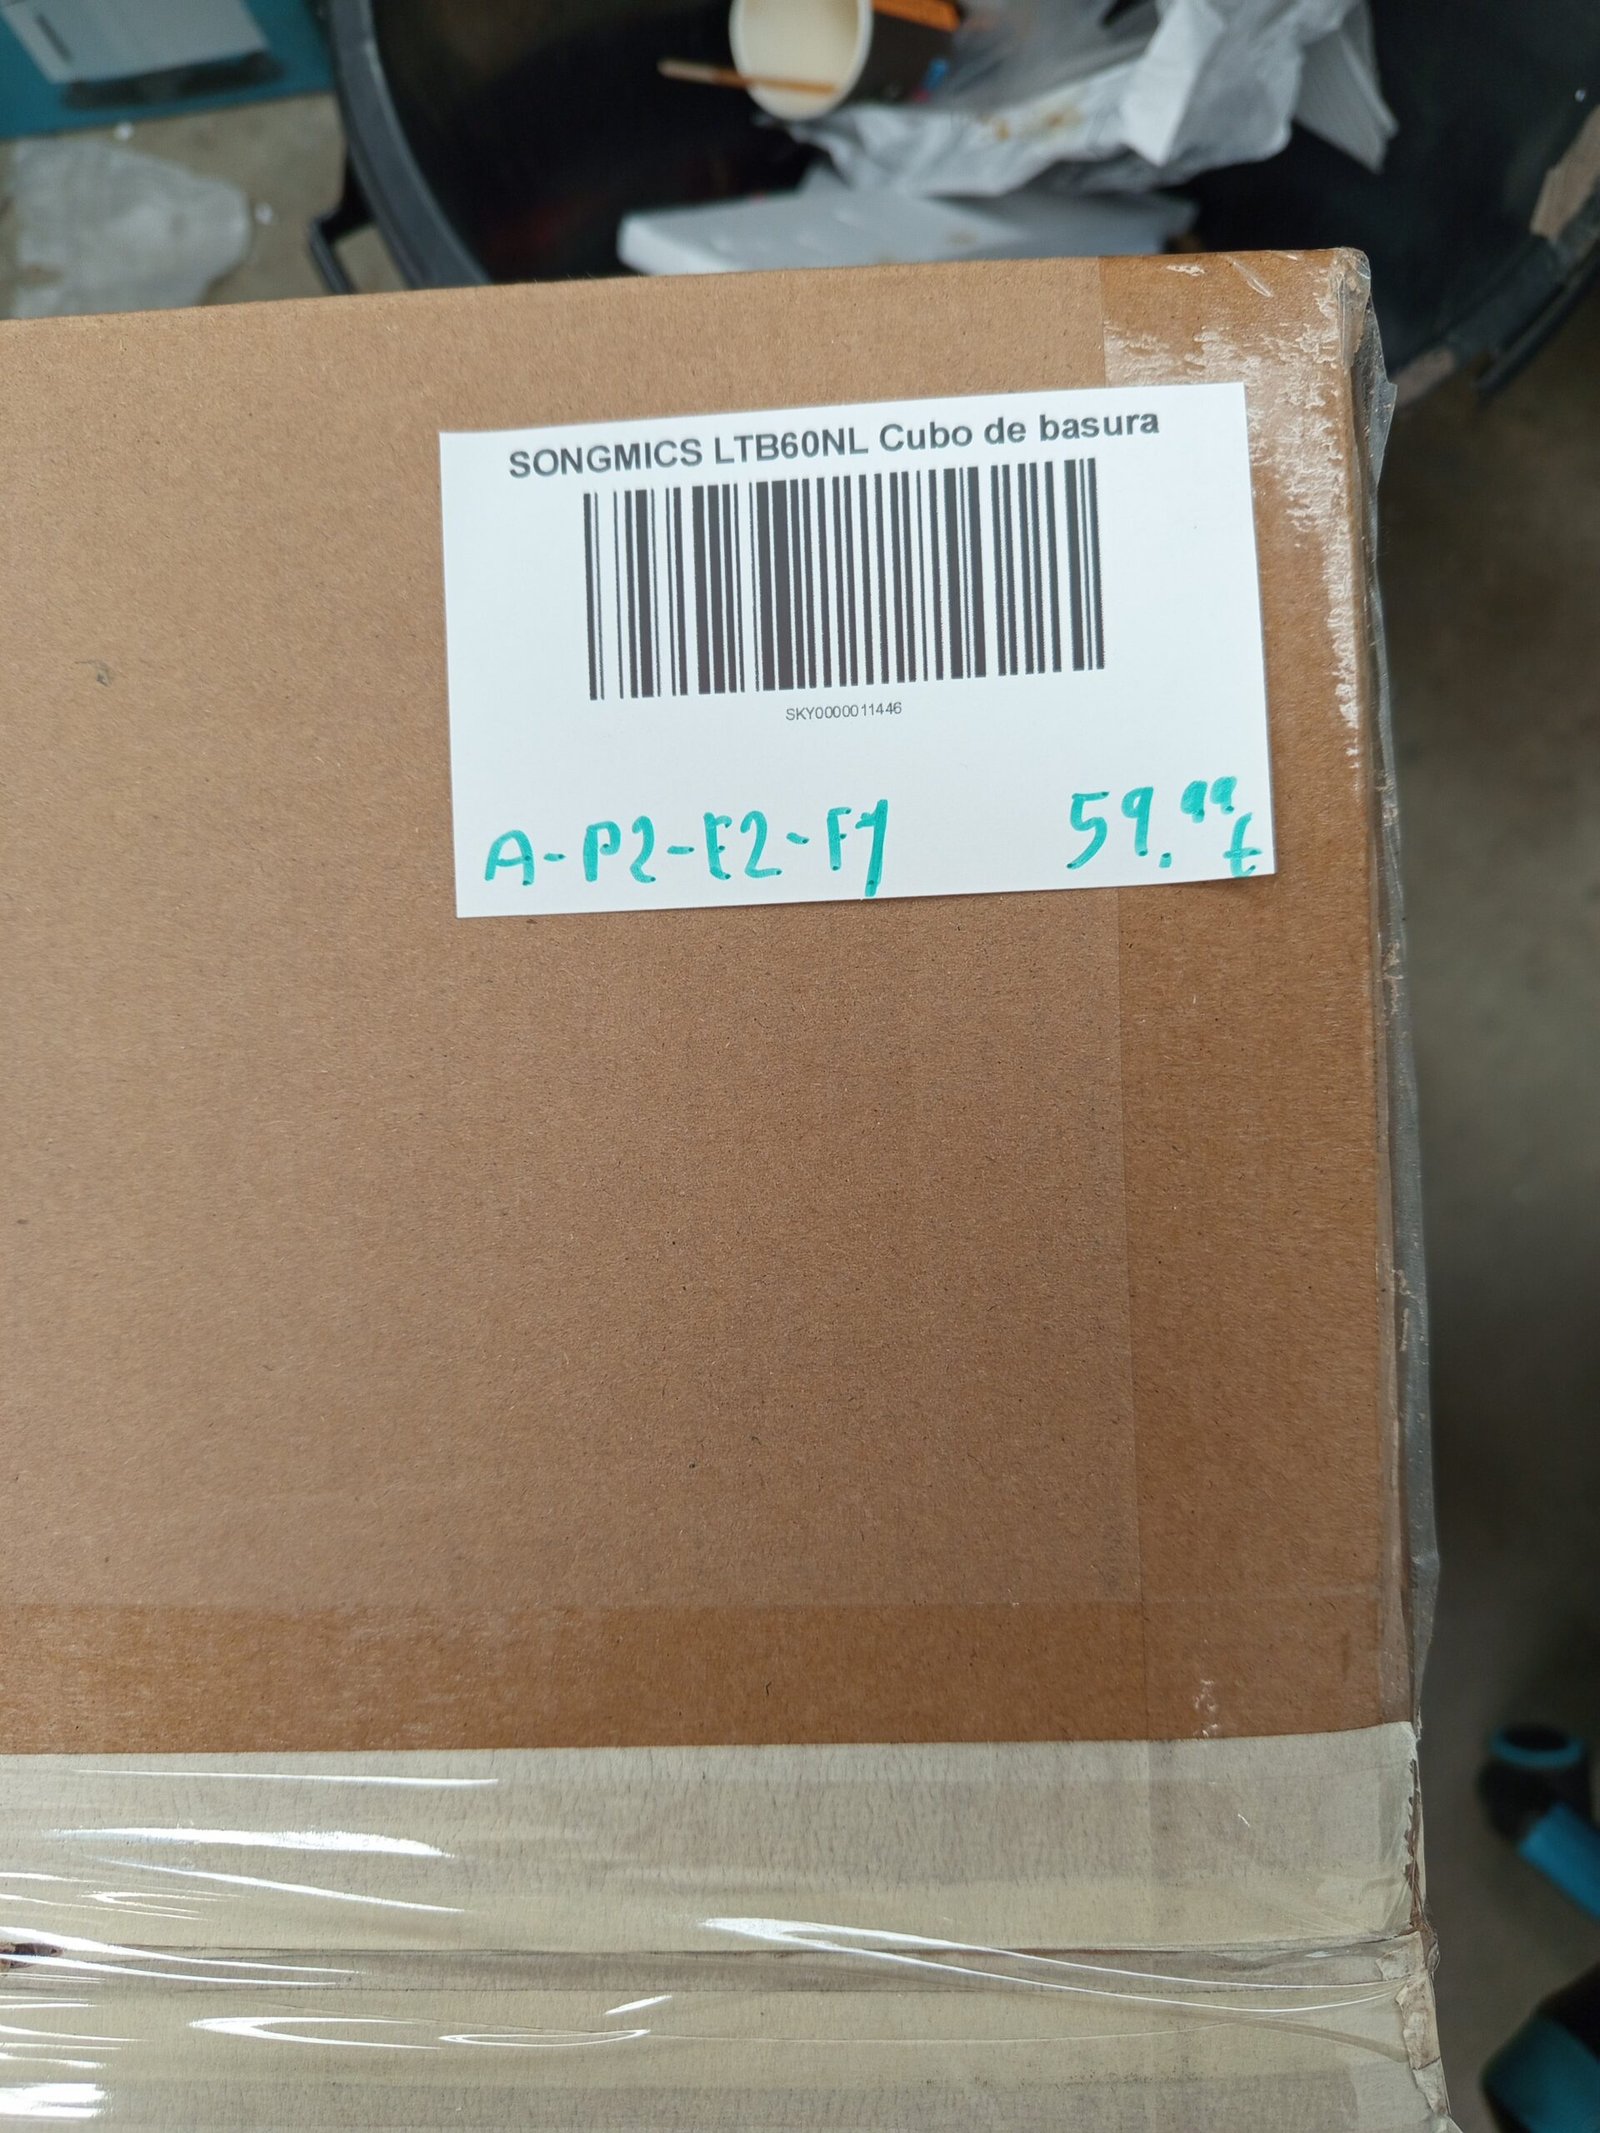 SONGMICS LTB60NL Cubo de basura
SKY0000011446
A-P2-E2-F1 59.99€